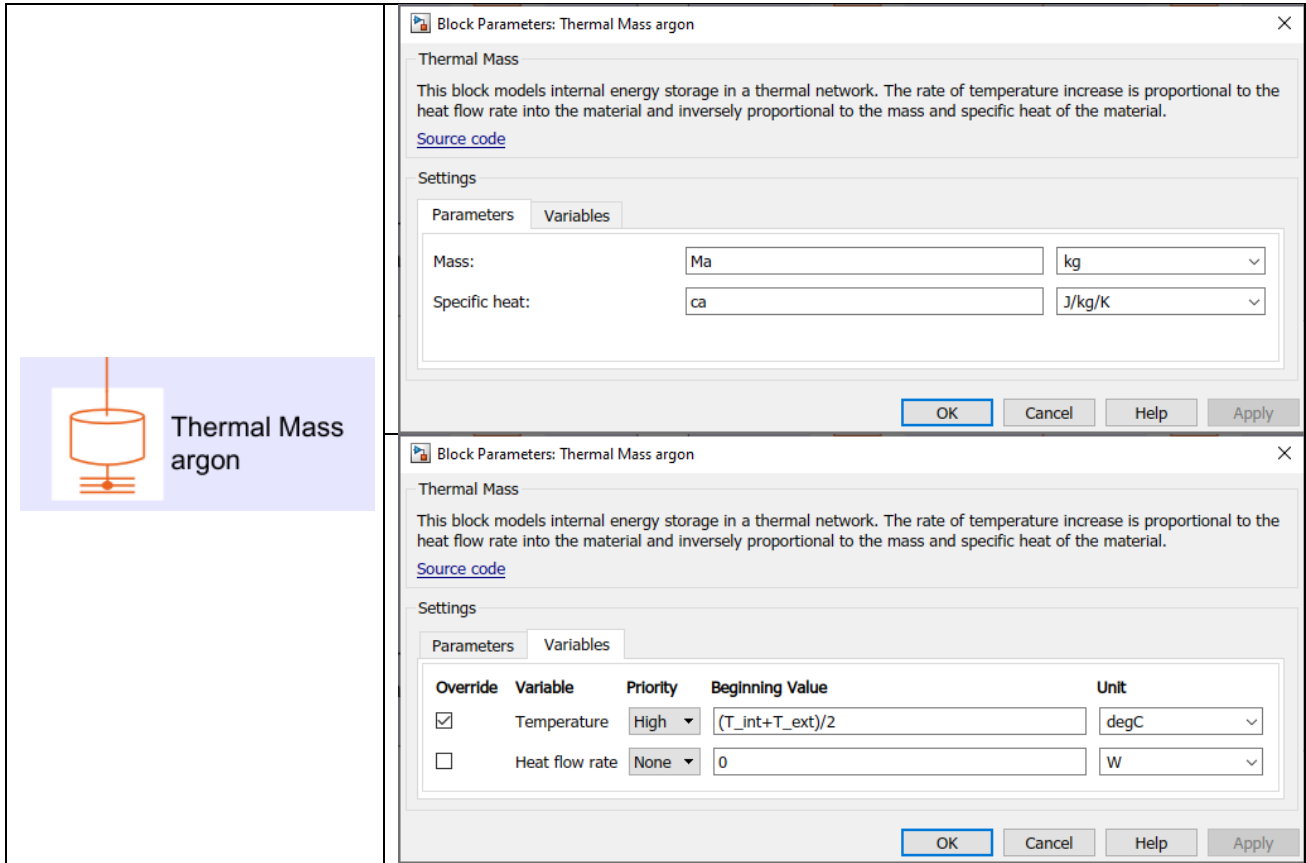 Thermal Mass
argon
Block Parameters: Thermal Mass argon
Thermal Mass
This block models internal energy storage in a thermal network. The rate of temperature increase is proportional to the
heat flow rate into the material and inversely proportional to the mass and specific heat of the material.
Source code
Settings
Parameters Variables
Mass: Ma kg
Specific heat: ca J/kg/K
OK Cancel Help Apply
Block Parameters: Thermal Mass argon
Thermal Mass
This block models internal energy storage in a thermal network. The rate of temperature increase is proportional to the
heat flow rate into the material and inversely proportional to the mass and specific heat of the material.
Source code
Settings
Parameters Variables
Override Variable Priority Beginning Value Unit
Temperature High (T_int+T_ext)/2 degC
Heat flow rate None 0 W
OK Cancel Help Apply